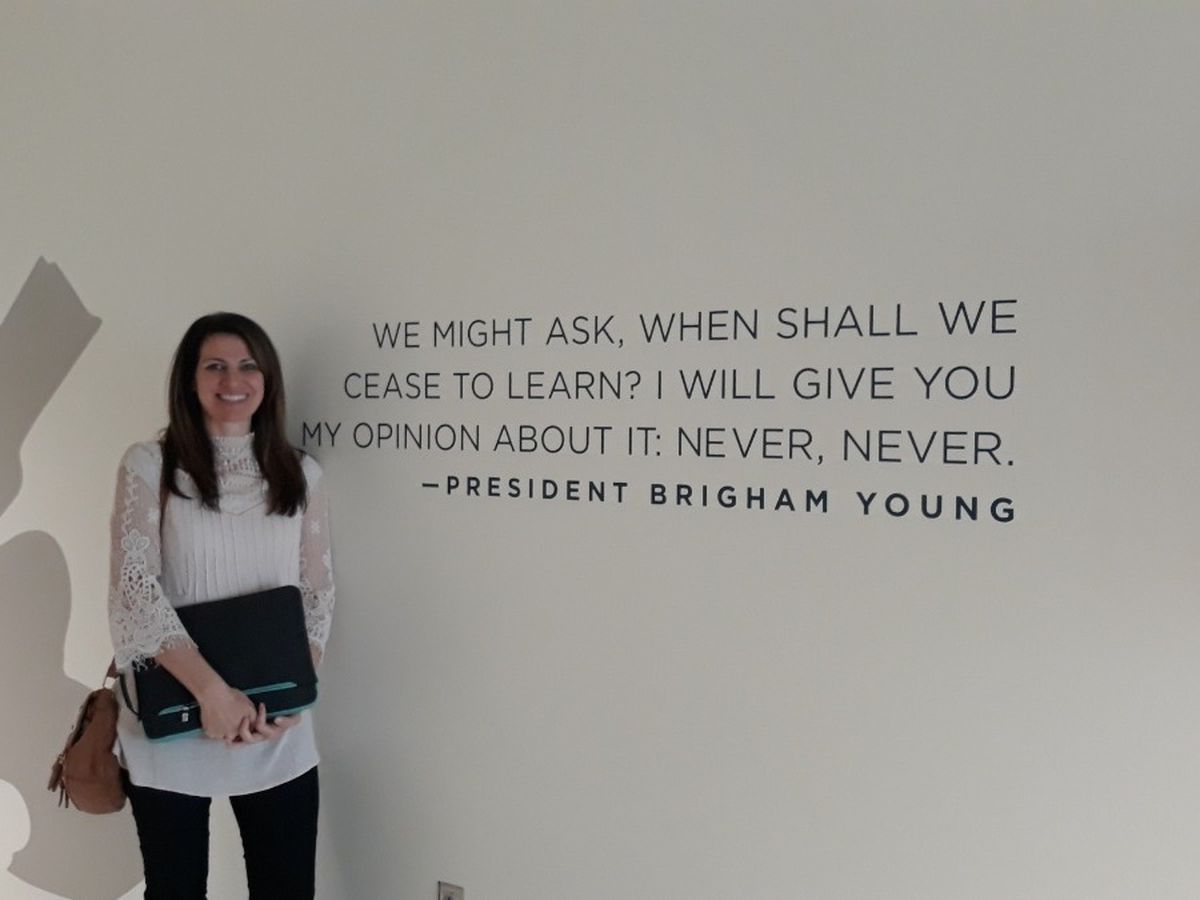 WE MIGHT ASK, WHEN SHALL WE
CEASE TO LEARN? I WILL GIVE YOU
MY OPINION ABOUT IT: NEVER, NEVER.
—PRESIDENT BRIGHAM YOUNG